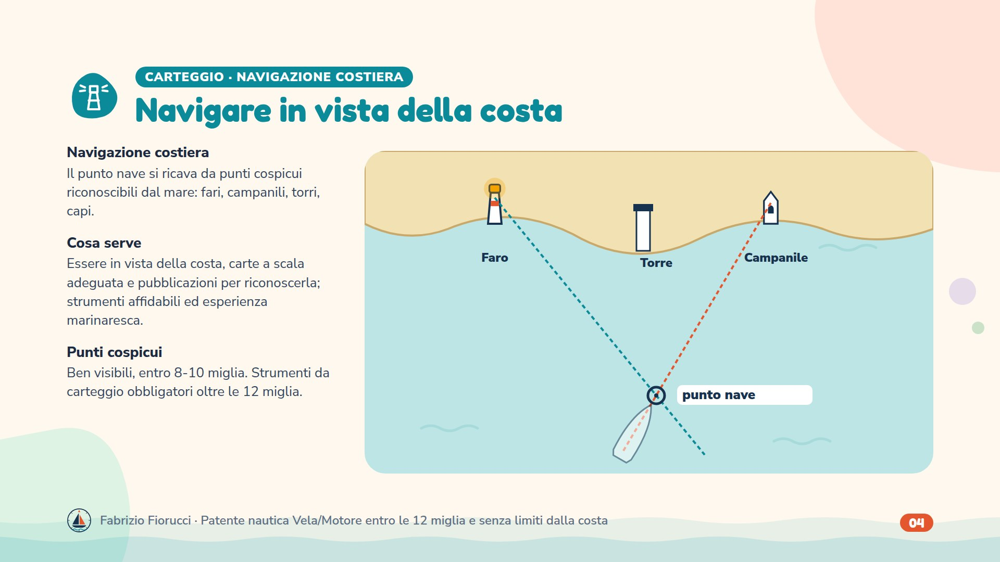 CARTEGGIO · NAVIGAZIONE COSTIERA
Navigare in vista della costa
Navigazione costiera
Il punto nave si ricava da punti cospicui
riconoscibili dal mare: fari, campanili, torri,
capi.
Cosa serve
Essere in vista della costa, carte a scala
adeguata e pubblicazioni per riconoscerla;
strumenti affidabili ed esperienza
marinaresca.
Punti cospicui
Ben visibili, entro 8-10 miglia. Strumenti da
carteggio obbligatori oltre le 12 miglia.
Faro
Torre
Campanile
punto nave
Fabrizio Fiorucci · Patente nautica Vela/Motore entro le 12 miglia e senza limiti dalla costa
04